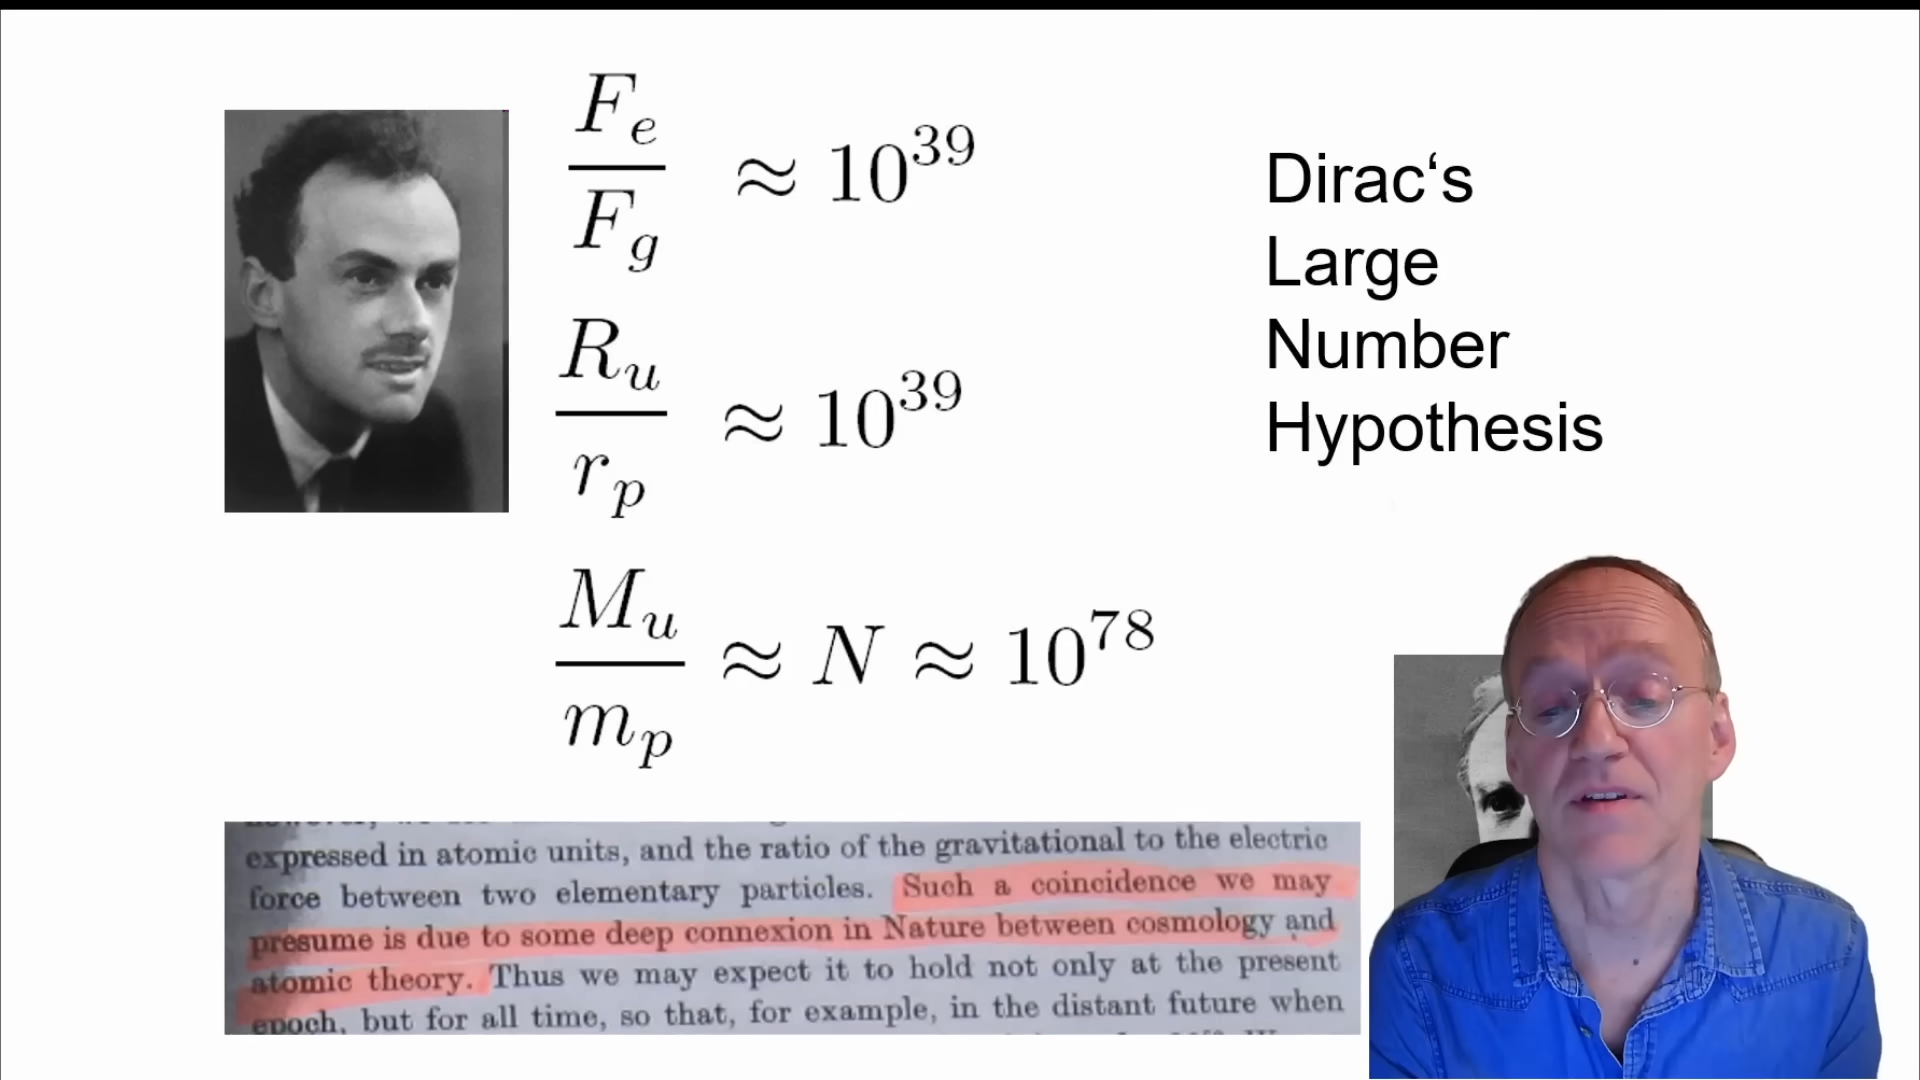 F_e / F_g ≈ 10^39
R_u / r_p ≈ 10^39
M_u / m_p ≈ N ≈ 10^78
Dirac‘s
Large
Number
Hypothesis
expressed in atomic units, and the ratio of the gravitational to the electric
force between two elementary particles. Such a coincidence we may
presume is due to some deep connexion in Nature between cosmology and
atomic theory. Thus we may expect it to hold not only at the present
epoch, but for all time, so that, for example, in the distant future when